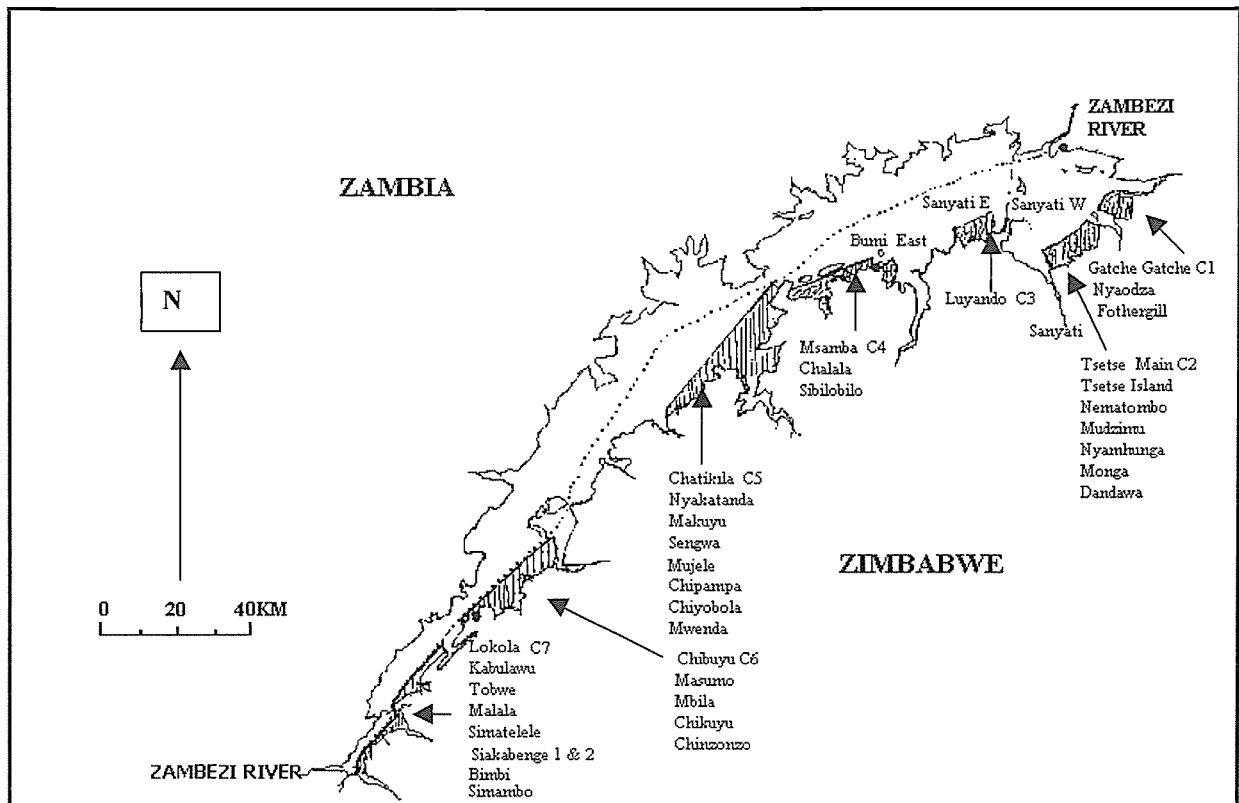 ZAMBEZI
RIVER
ZAMBIA
Sanyati E
Sanyati W
Bumi East
N
Gatche Gatche C1
Nyaodza
Fothergill
Luyando C3
Sanyati
Msamba C4
Chalala
Sibilobilo
Tsetse Main C2
Tsetse Island
Nematombo
Mudzimu
Nyamhunga
Monga
Dandawa
Chatikila C5
Nyakatanda
Makuyu
Sengwa
Mujele
Chipampa
Chiyobola
Mwenda
ZIMBABWE
0 20 40KM
Lokola C7
Kabulawu
Tobwe
Malala
Simatelele
Siakabenge 1 & 2
Bimbi
Simambo
Chibuyu C6
Masumo
Mbila
Chikuyu
Chinzonzo
ZAMBEZI RIVER